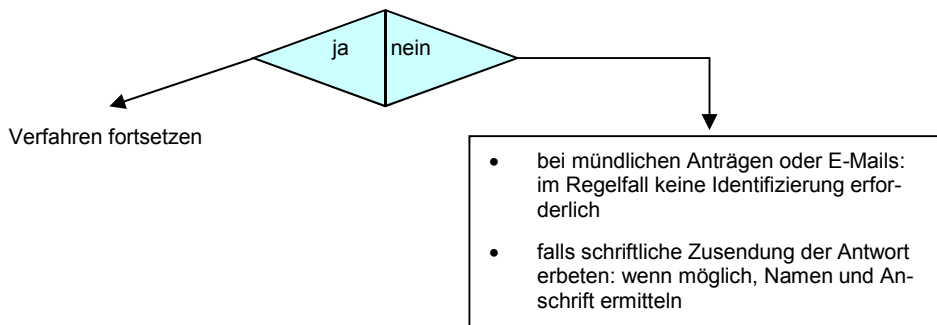 ja
nein
Verfahren fortsetzen
• bei mündlichen Anträgen oder E-Mails:
im Regelfall keine Identifizierung erfor-
derlich
• falls schriftliche Zusendung der Antwort
erbeten: wenn möglich, Namen und An-
schrift ermitteln